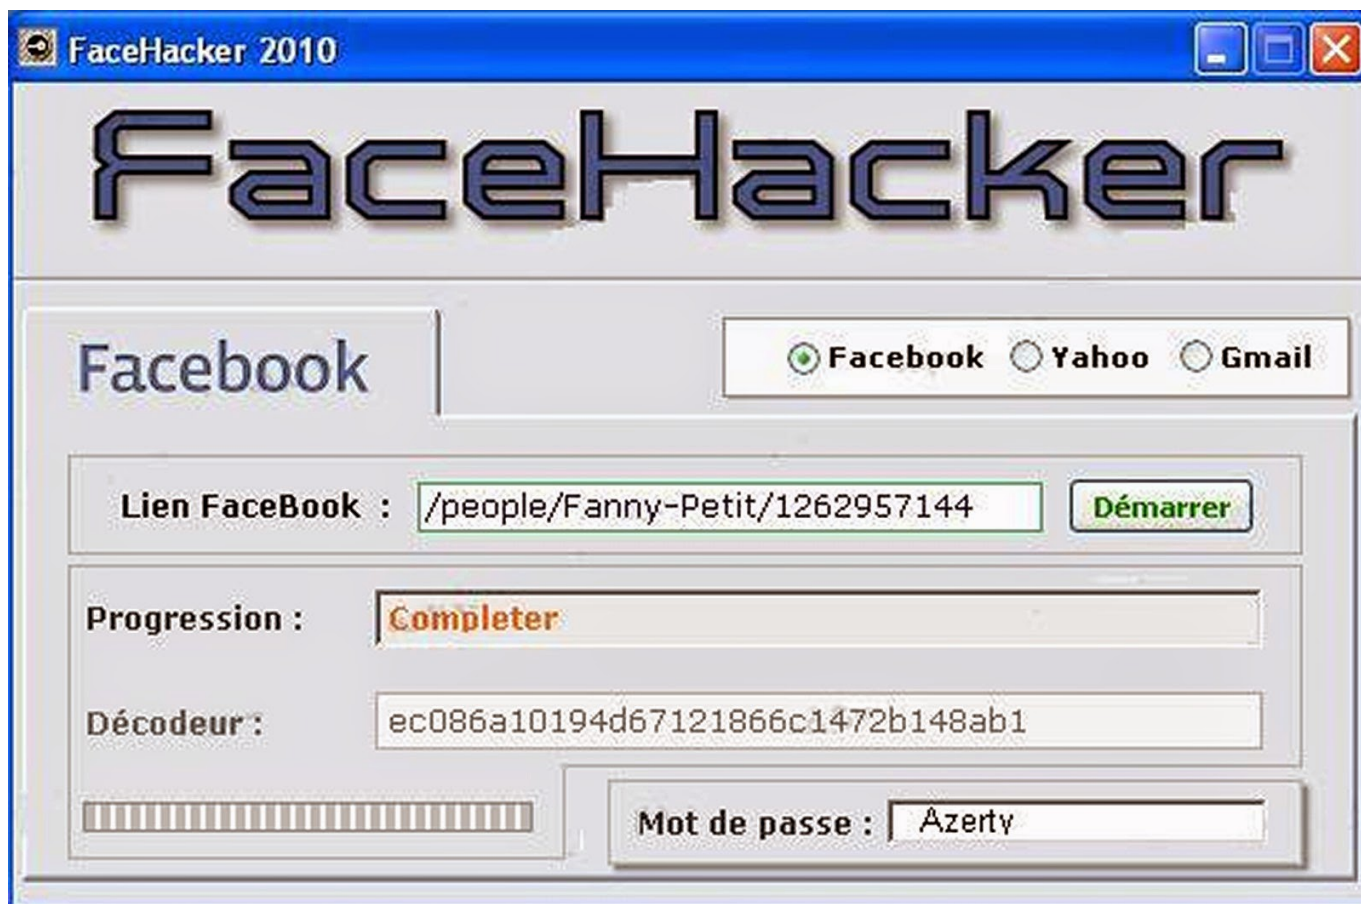 FaceHacker 2010
FaceHacker
Facebook
Facebook Yahoo Gmail
Lien FaceBook : /people/Fanny-Petit/1262957144 Démarrer
Progression : Completer
Décodeur : ec086a10194d67121866c1472b148ab1
Mot de passe : Azerty